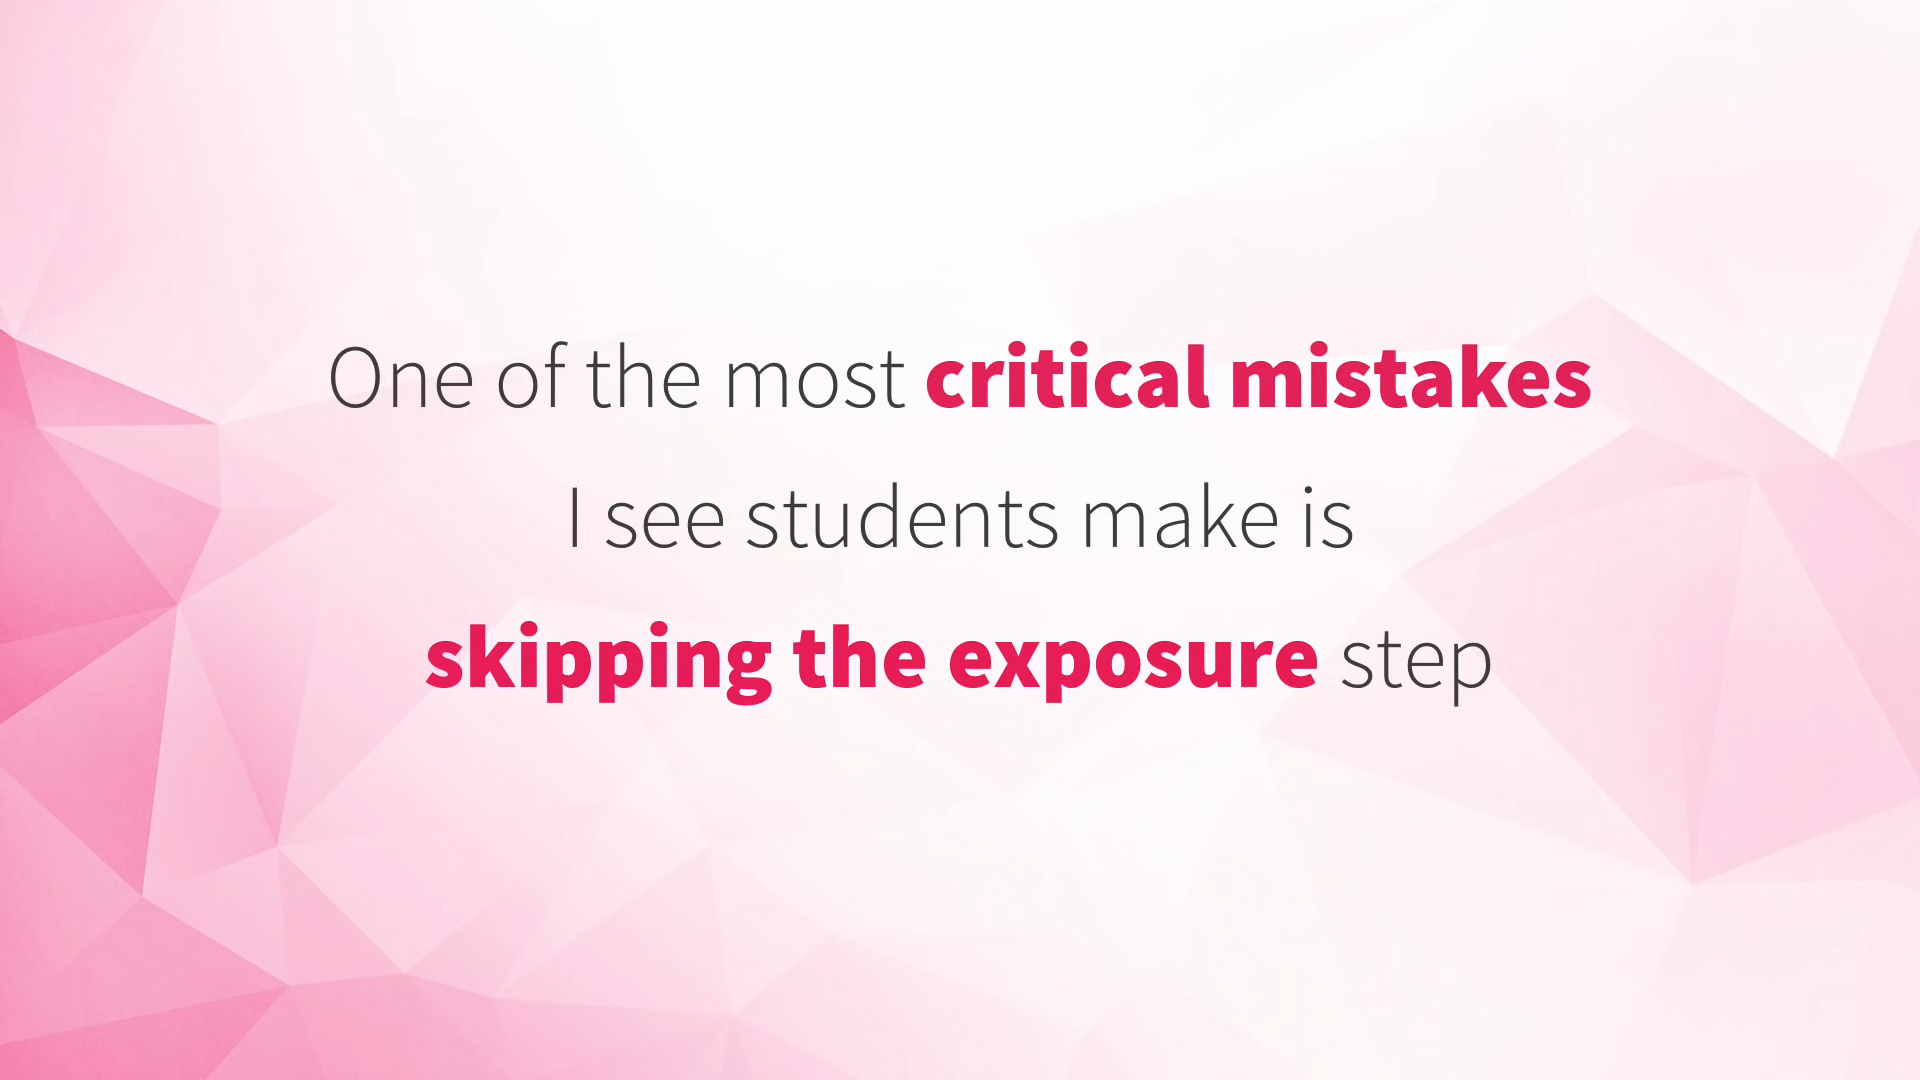 One of the most critical mistakes
I see students make is
skipping the exposure step